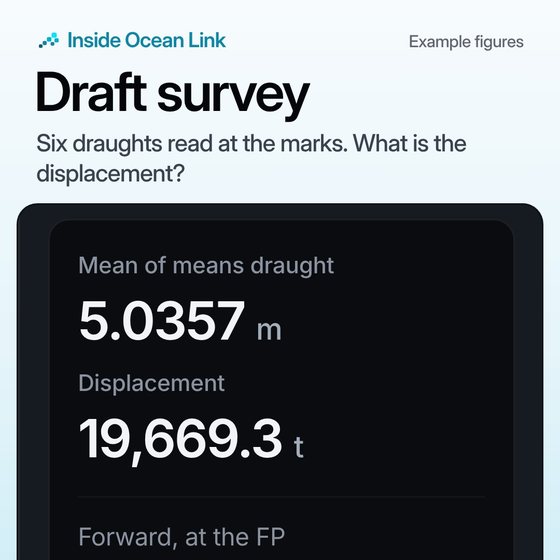 Inside Ocean Link
Example figures
Draft survey
Six draughts read at the marks. What is the
displacement?
Mean of means draught
5.0357 m
Displacement
19,669.3 t
Forward, at the FP